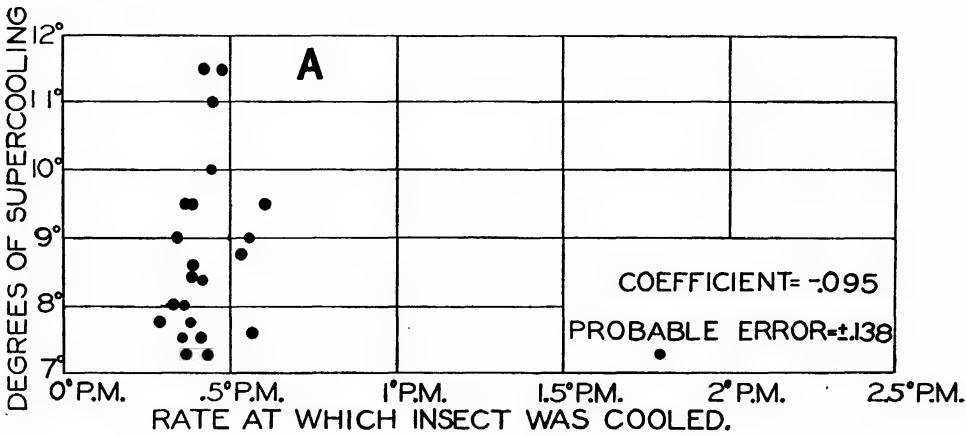 DEGREES OF SUPERCOOLING
12°
A
11°
10°
9°
COEFFICIENT= -.095
8°
PROBABLE ERROR=±.138
7°
0° P.M. .5° P.M. 1° P.M. 1.5° P.M. 2° P.M. 2.5° P.M.
RATE AT WHICH INSECT WAS COOLED.